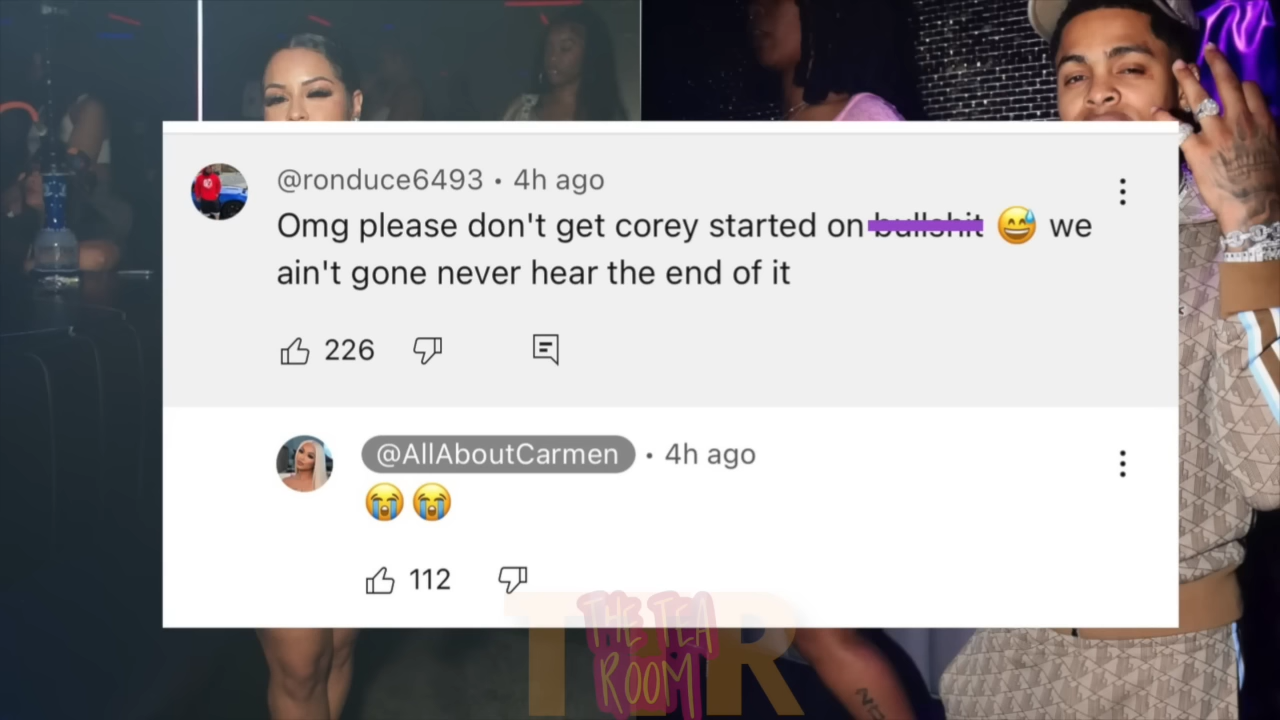 @ronduce6493 • 4h ago
Omg please don't get corey started on bullshit 😅 we
ain't gone never hear the end of it
226
@AllAboutCarmen • 4h ago
😭😭
112
THE TEA
ROOM
TTR